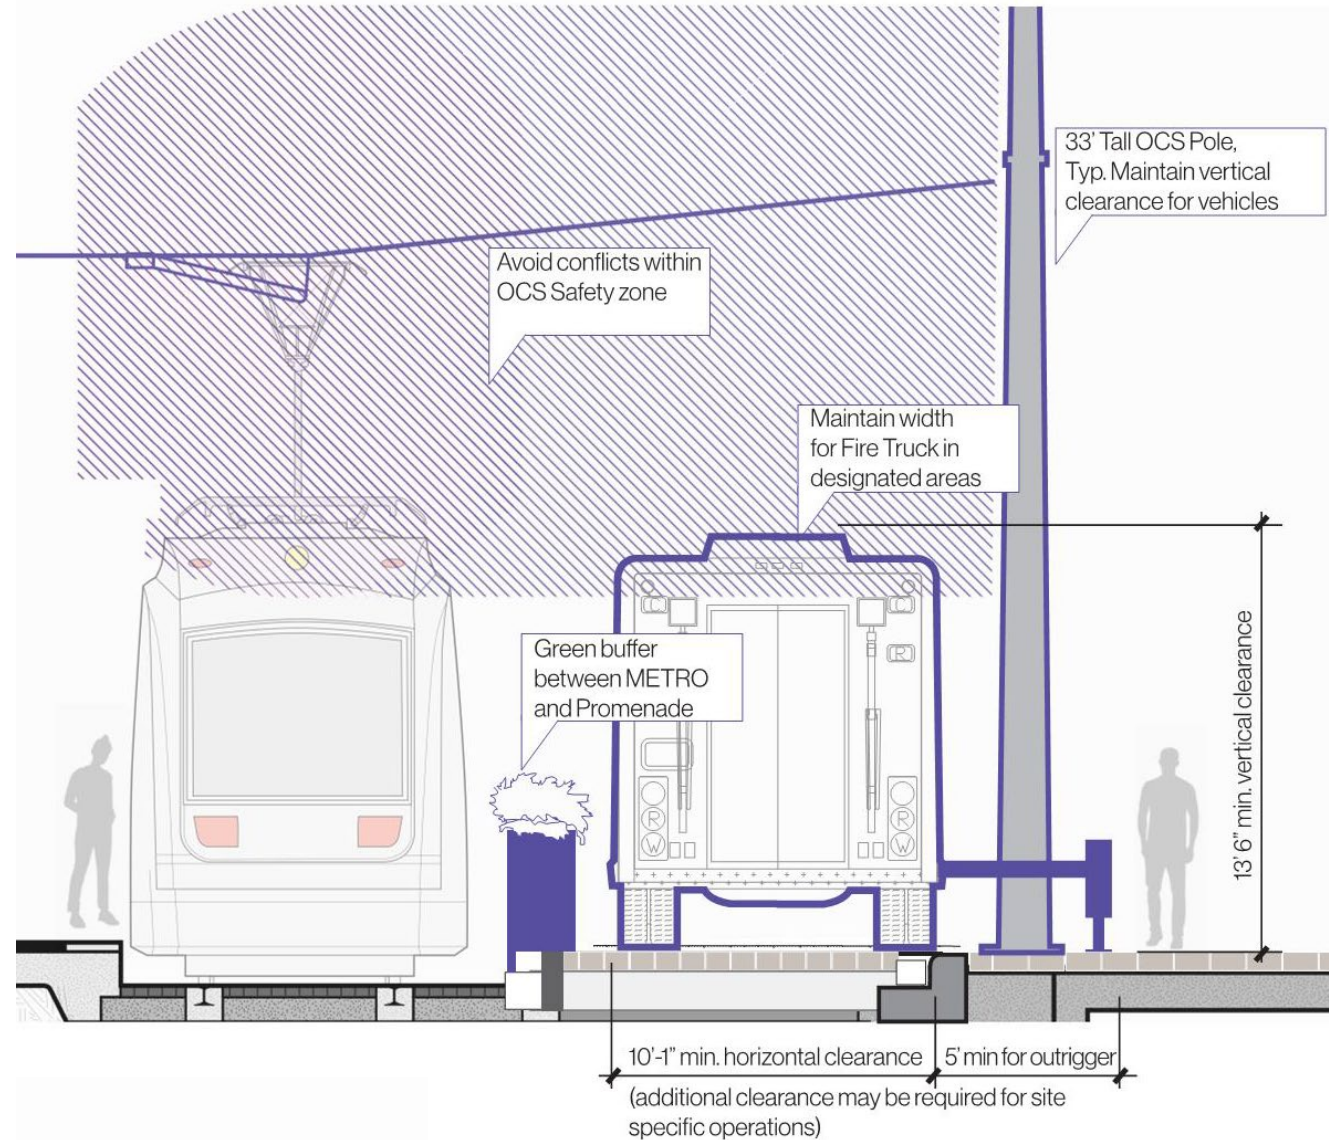 33' Tall OCS Pole,
Typ. Maintain vertical
clearance for vehicles
Avoid conflicts within
OCS Safety zone
Maintain width
for Fire Truck in
designated areas
Green buffer
between METRO
and Promenade
R
R
W
R
W
13' 6" min. vertical clearance
10'-1" min. horizontal clearance
5' min for outrigger
(additional clearance may be required for site
specific operations)